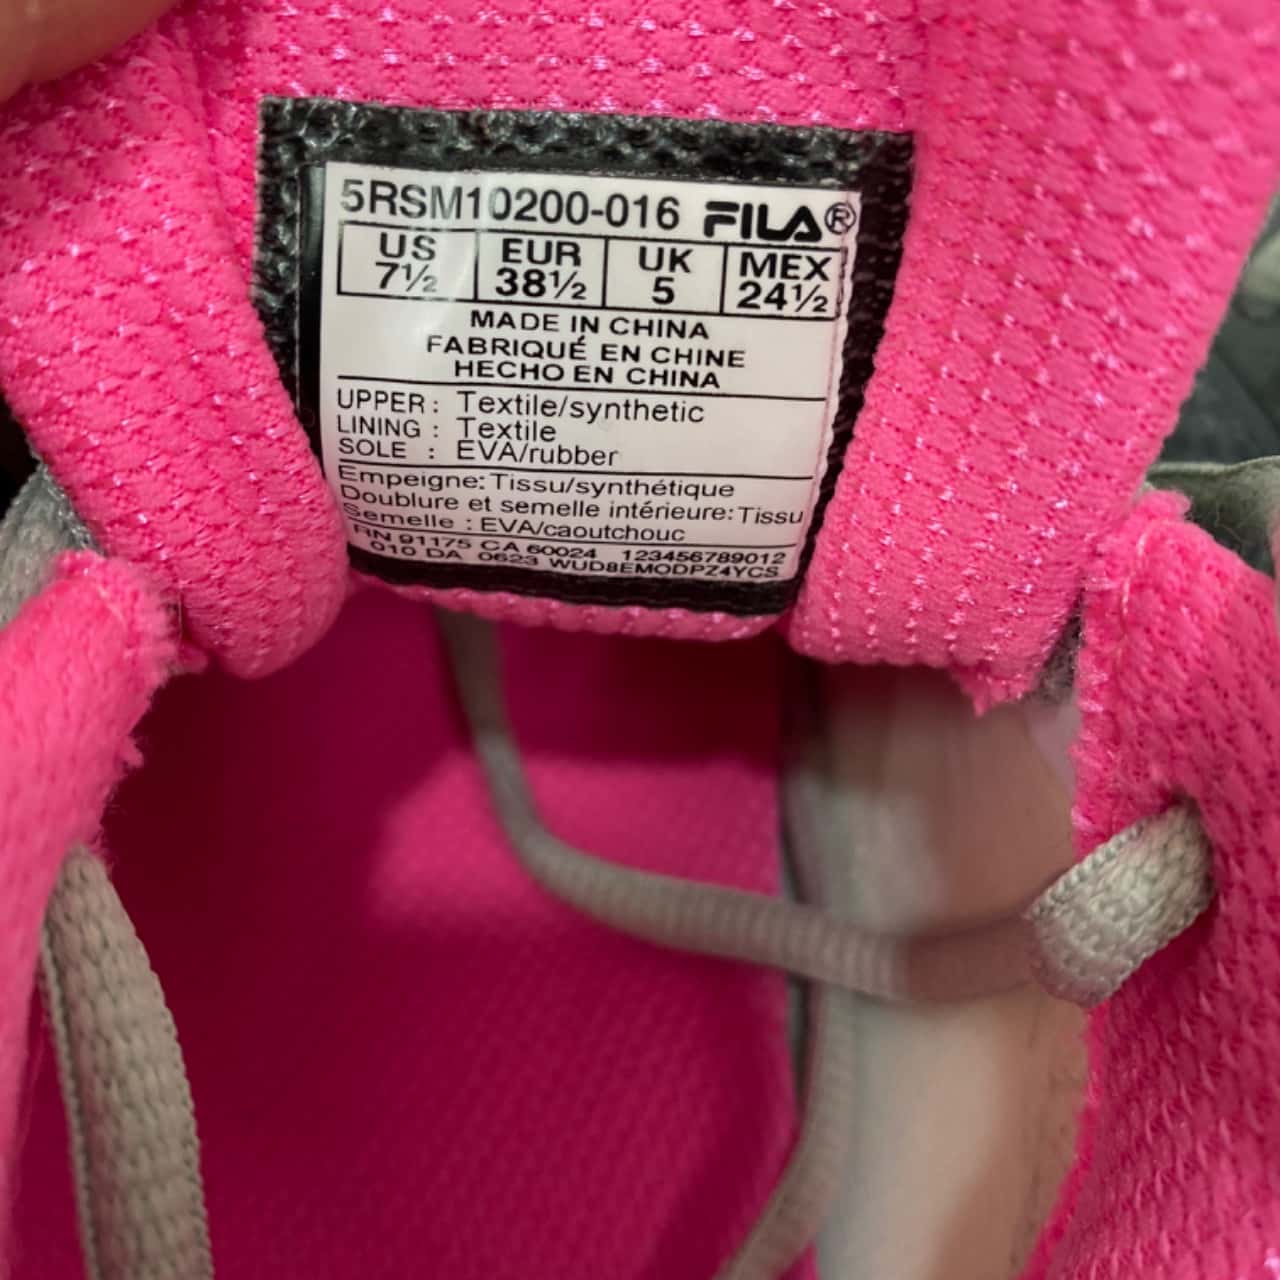 5RSM10200-016 FILA®
US EUR UK MEX
7½ 38½ 5 24½
MADE IN CHINA
FABRIQUÉ EN CHINE
HECHO EN CHINA
UPPER : Textile/synthetic
LINING : Textile
SOLE : EVA/rubber
Empeigne: Tissu/synthétique
Doublure et semelle intérieure: Tissu
Semelle : EVA/caoutchouc
RN 91175 CA 60024 123456789012
010 DA 0623 WUD8EMODPZ4YCS